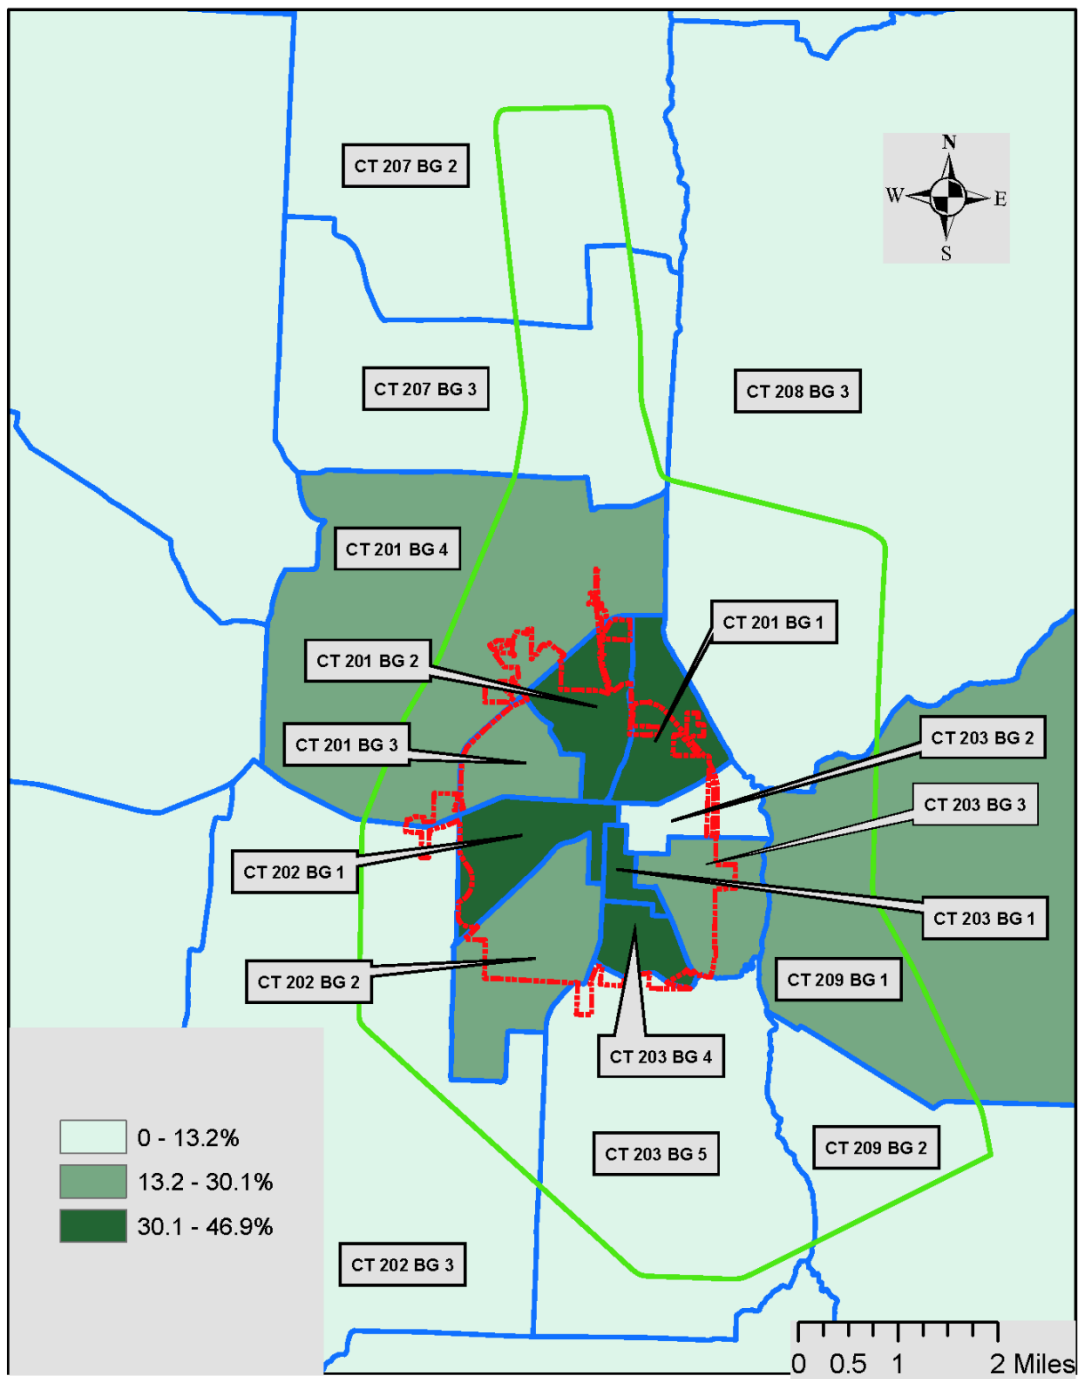 N
CT 207 BG 2
W
E
S
CT 207 BG 3
CT 208 BG 3
CT 201 BG 4
CT 201 BG 1
CT 201 BG 2
CT 201 BG 3
CT 203 BG 2
CT 203 BG 3
CT 202 BG 1
CT 203 BG 1
CT 202 BG 2
CT 209 BG 1
CT 203 BG 4
0 - 13.2%
CT 203 BG 5
CT 209 BG 2
13.2 - 30.1%
30.1 - 46.9%
CT 202 BG 3
0 0.5 1 2 Miles